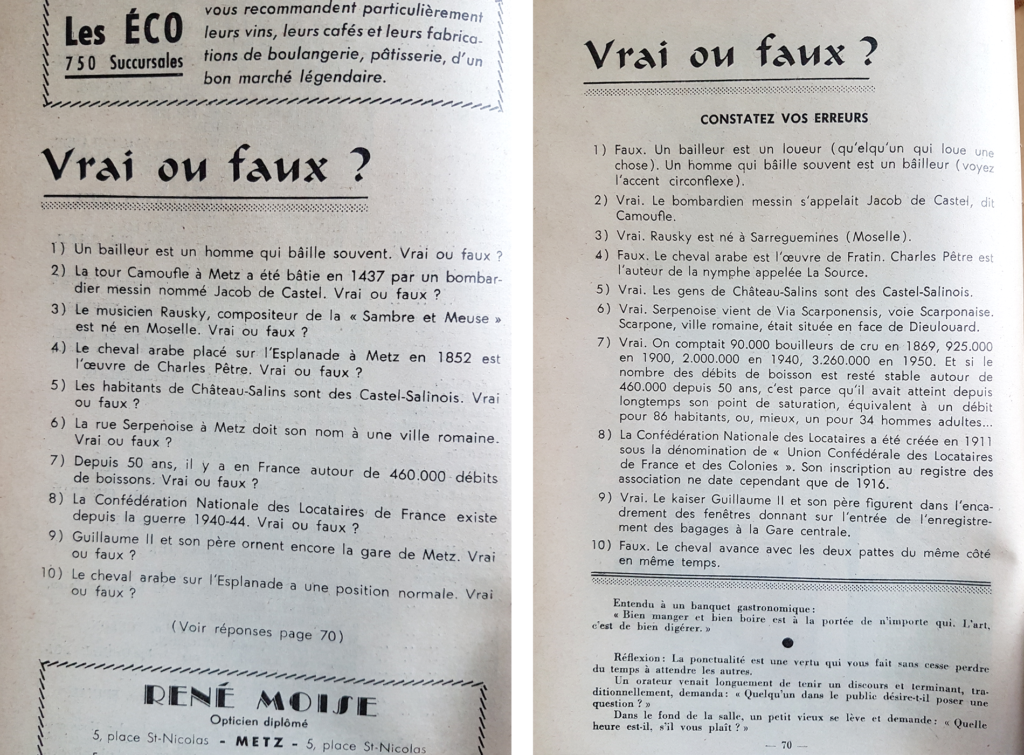 Les ÉCO
750 Succursales
vous recommandent particulièrement
leurs vins, leurs cafés et leurs fabrica-
tions de boulangerie, pâtisserie, d'un
bon marché légendaire.
Vrai ou faux ?
1) Un bailleur est un homme qui bâille souvent. Vrai ou faux ?
2) La tour Camoufle à Metz a été bâtie en 1437 par un bombar-
dier messin nommé Jacob de Castel. Vrai ou faux ?
3) Le musicien Rausky, compositeur de la « Sambre et Meuse »
est né en Moselle. Vrai ou faux ?
4) Le cheval arabe placé sur l'Esplanade à Metz en 1852 est
l'œuvre de Charles Pêtre. Vrai ou faux ?
5) Les habitants de Château-Salins sont des Castel-Salinois. Vrai
ou faux ?
6) La rue Serpenoise à Metz doit son nom à une ville romaine.
Vrai ou faux ?
7) Depuis 50 ans, il y a en France autour de 460.000 débits
de boissons. Vrai ou faux ?
8) La Confédération Nationale des Locataires de France existe
depuis la guerre 1940-44. Vrai ou faux ?
9) Guillaume II et son père ornent encore la gare de Metz. Vrai
ou faux ?
10) Le cheval arabe sur l'Esplanade a une position normale. Vrai
ou faux ?
(Voir réponses page 70)
RENÉ MOISE
Opticien diplômé
5, place St-Nicolas - METZ - 5, place St-Nicolas
Vrai ou faux ?
CONSTATEZ VOS ERREURS
1) Faux. Un bailleur est un loueur (qu'elqu'un qui loue une
chose). Un homme qui bâille souvent est un bâilleur (voyez
l'accent circonflexe).
2) Vrai. Le bombardien messin s'appelait Jacob de Castel, dit
Camoufle.
3) Vrai. Rausky est né à Sarreguemines (Moselle).
4) Faux. Le cheval arabe est l'œuvre de Fratin. Charles Pêtre est
l'auteur de la nymphe appelée La Source.
5) Vrai. Les gens de Château-Salins sont des Castel-Salinois.
6) Vrai. Serpenoise vient de Via Scarponensis, voie Scarponaise.
Scarpone, ville romaine, était située en face de Dieulouard.
7) Vrai. On comptait 90.000 bouilleurs de cru en 1869, 925.000
en 1900, 2.000.000 en 1940, 3.260.000 en 1950. Et si le
nombre des débits de boisson est resté stable autour de
460.000 depuis 50 ans, c'est parce qu'il avait atteint depuis
longtemps son point de saturation, équivalent à un débit
pour 86 habitants, ou, mieux, un pour 34 hommes adultes...
8) La Confédération Nationale des Locataires a été créée en 1911
sous la dénomination de « Union Confédérale des Locataires
de France et des Colonies ». Son inscription au registre des
association ne date cependant que de 1916.
9) Vrai. Le kaiser Guillaume II et son père figurent dans l'enca-
drement des fenêtres donnant sur l'entrée de l'enregistre-
ment des bagages à la Gare centrale.
10) Faux. Le cheval avance avec les deux pattes du même côté
en même temps.
Entendu à un banquet gastronomique :
« Bien manger et bien boire est à la portée de n'importe qui. L'art,
c'est de bien digérer. »
Réflexion : La ponctualité est une vertu qui vous fait sans cesse perdre
du temps à attendre les autres.
Un orateur venait longuement de tenir un discours et terminant, tra-
ditionnellement, demanda : « Quelqu'un dans le public désire-t-il poser une
question ? »
Dans le fond de la salle, un petit vieux se lève et demande : « Quelle
heure est-il, s'il vous plaît ? »
— 70 —